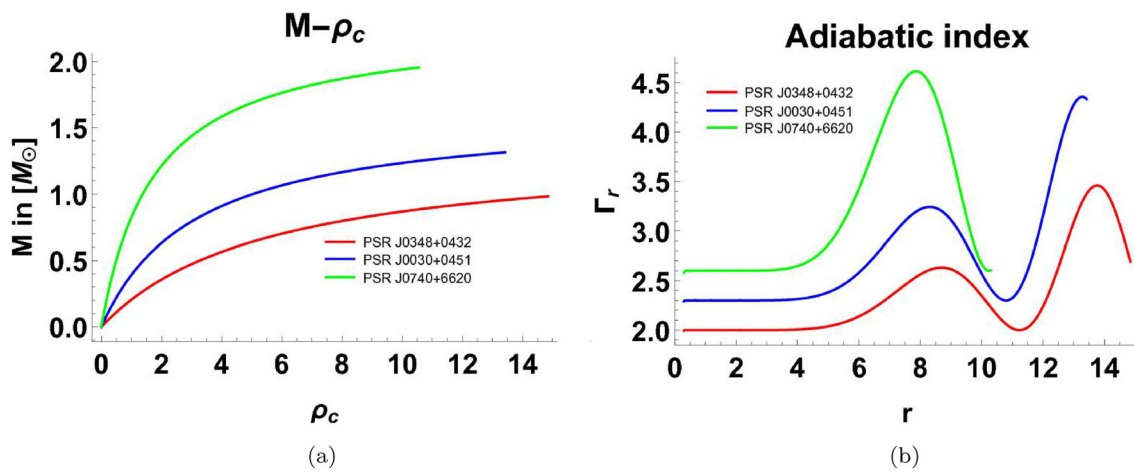 M−ρc
2.0
1.5
1.0
0.5
0.0
M in [M⊙]
PSR J0348+0432
PSR J0030+0451
PSR J0740+6620
0 2 4 6 8 10 12 14
ρc
(a)
Adiabatic index
4.5
4.0
3.5
3.0
2.5
2.0
Γr
PSR J0348+0432
PSR J0030+0451
PSR J0740+6620
0 2 4 6 8 10 12 14
r
(b)